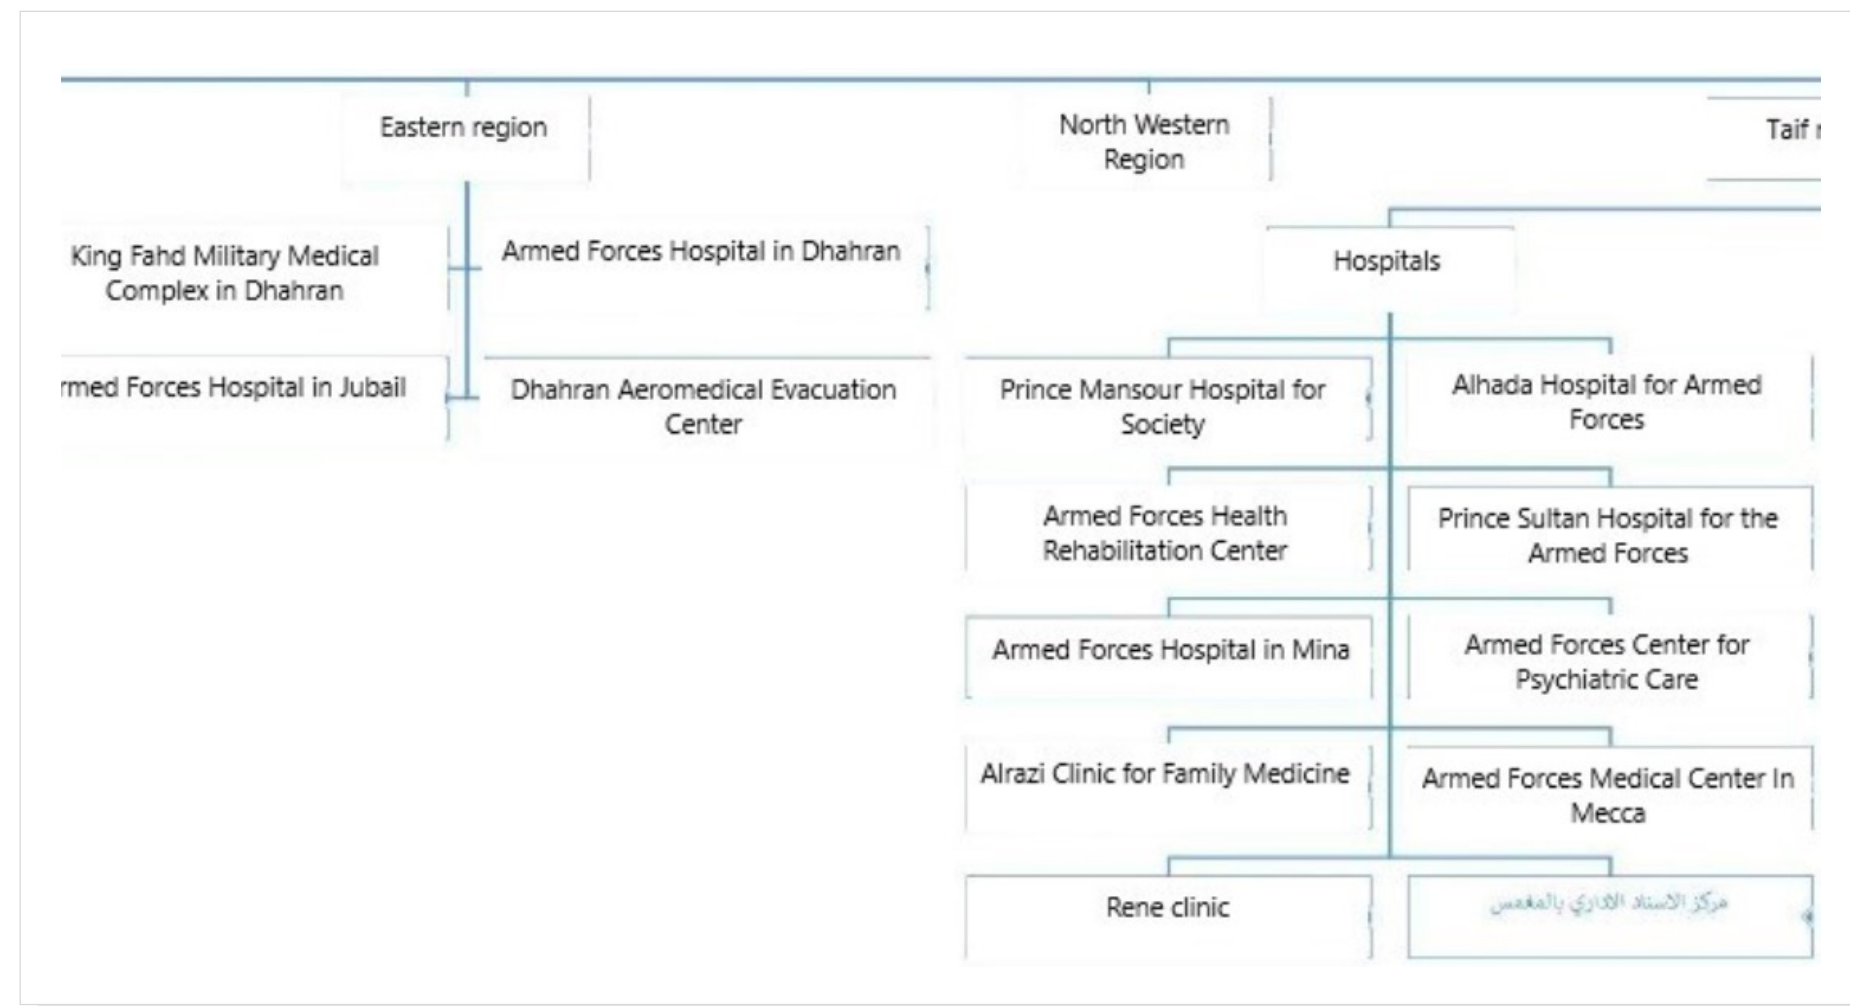 Eastern region
North Western
Region
Taif
King Fahd Military Medical
Complex in Dhahran
Armed Forces Hospital in Dhahran
rmed Forces Hospital in Jubail
Dhahran Aeromedical Evacuation
Center
Hospitals
Prince Mansour Hospital for
Society
Alhada Hospital for Armed
Forces
Armed Forces Health
Rehabilitation Center
Prince Sultan Hospital for the
Armed Forces
Armed Forces Hospital in Mina
Armed Forces Center for
Psychiatric Care
Alrazi Clinic for Family Medicine
Armed Forces Medical Center In
Mecca
Rene clinic
مركز الاسناد الاداري بالمغمس